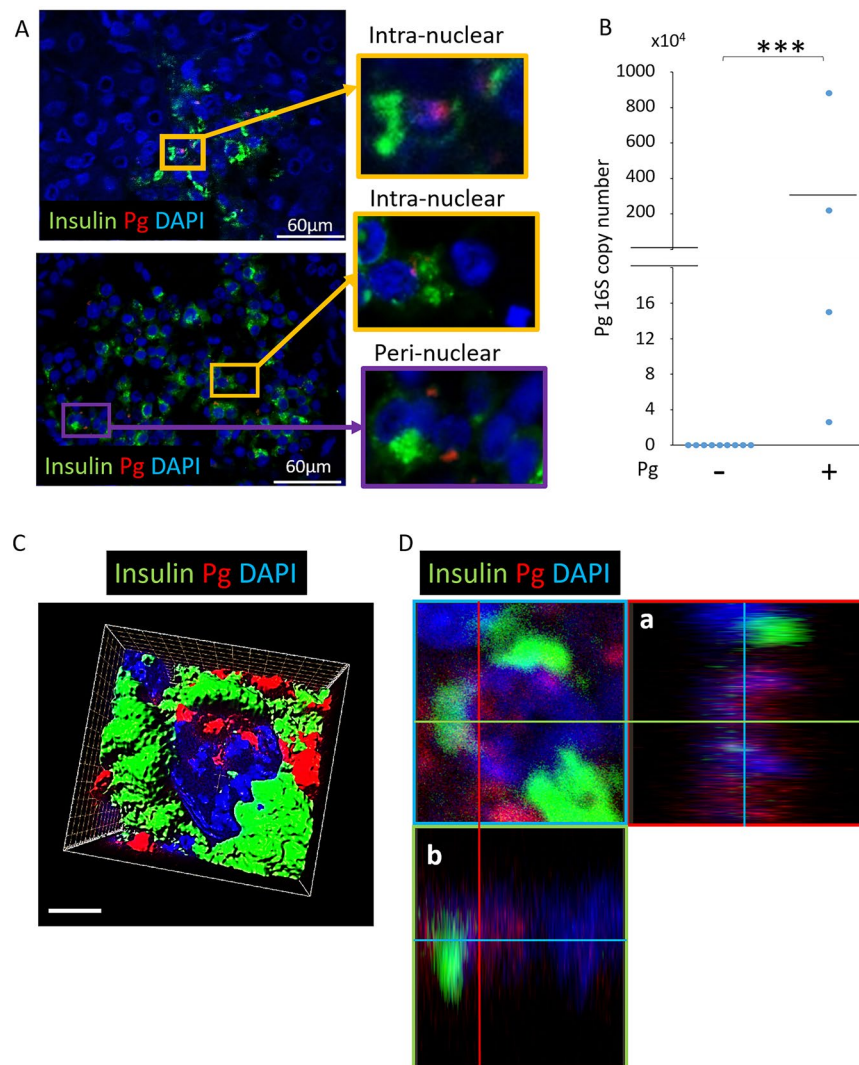 A
Intra-nuclear
Insulin Pg DAPI
60μm
Intra-nuclear
Peri-nuclear
Insulin Pg DAPI
60μm
B
x10⁴
***
Pg 16S copy number
1000
800
600
400
200
16
12
8
4
0
Pg
-
+
C
Insulin Pg DAPI
D
Insulin Pg DAPI
a
b